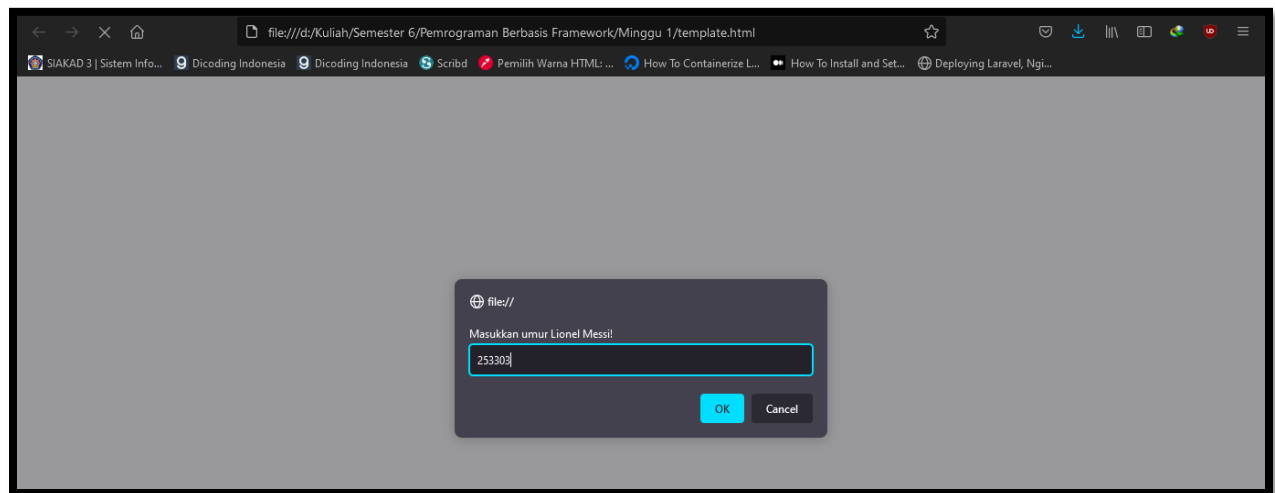 file:///d:/Kuliah/Semester 6/Pemrograman Berbasis Framework/Minggu 1/template.html
SIAKAD 3 | Sistem Info... Dicoding Indonesia Dicoding Indonesia Scribd Pemilih Warna HTML: ... How To Containerize L... How To Install and Set... Deploying Laravel, Ngi...
file://
Masukkan umur Lionel Messi!
253303
OK Cancel